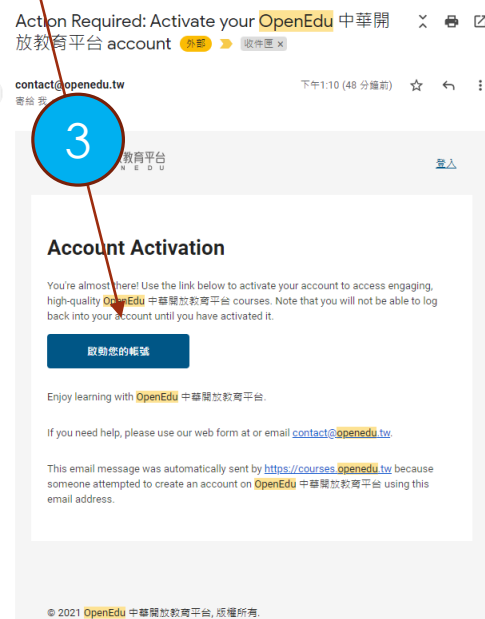 Action Required: Activate your OpenEdu 中華開
放教育平台 account 外部 收件匣 x
contact@openedu.tw 下午1:10 (48 分鐘前)
寄給 我
3
教育平台
N E D U
登入
Account Activation
You're almost there! Use the link below to activate your account to access engaging,
high-quality OpenEdu 中華開放教育平台 courses. Note that you will not be able to log
back into your account until you have activated it.
啟動您的帳號
Enjoy learning with OpenEdu 中華開放教育平台.
If you need help, please use our web form at or email contact@openedu.tw.
This email message was automatically sent by https://courses.openedu.tw because
someone attempted to create an account on OpenEdu 中華開放教育平台 using this
email address.
© 2021 OpenEdu 中華開放教育平台, 版權所有.